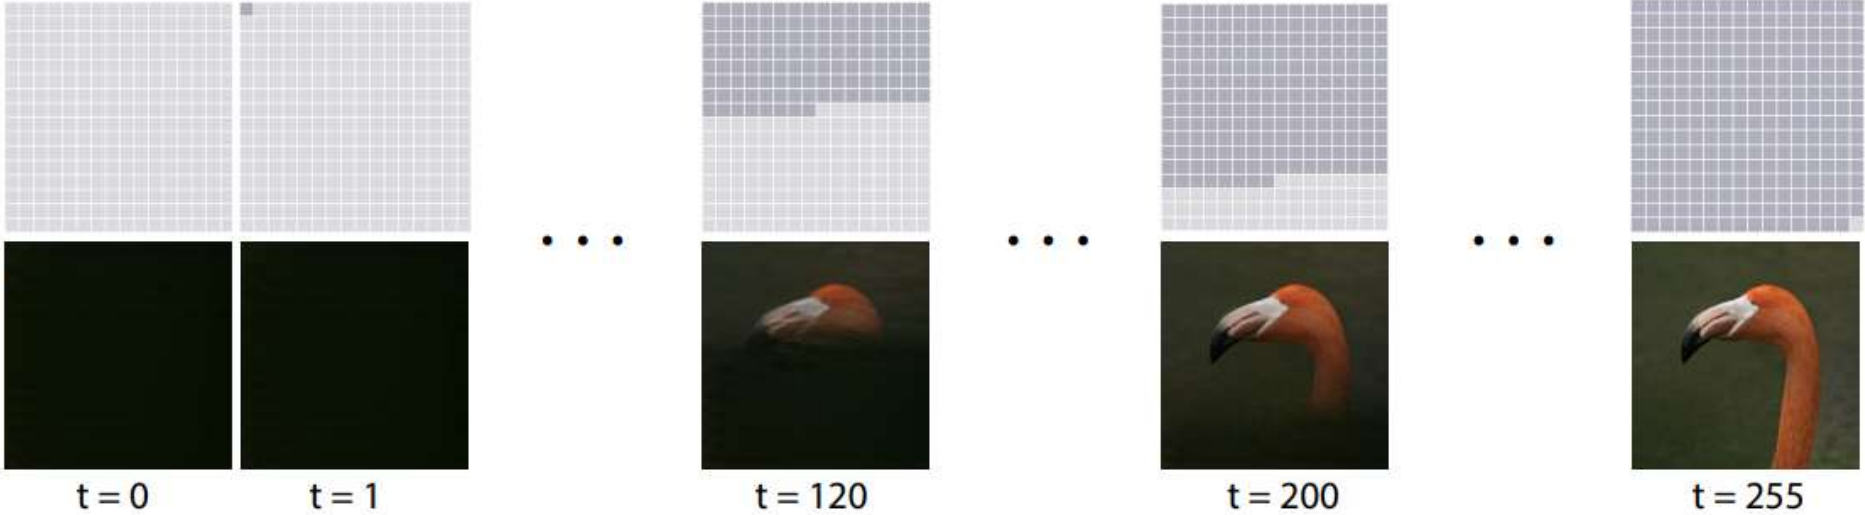 t = 0
t = 1
t = 120
t = 200
t = 255